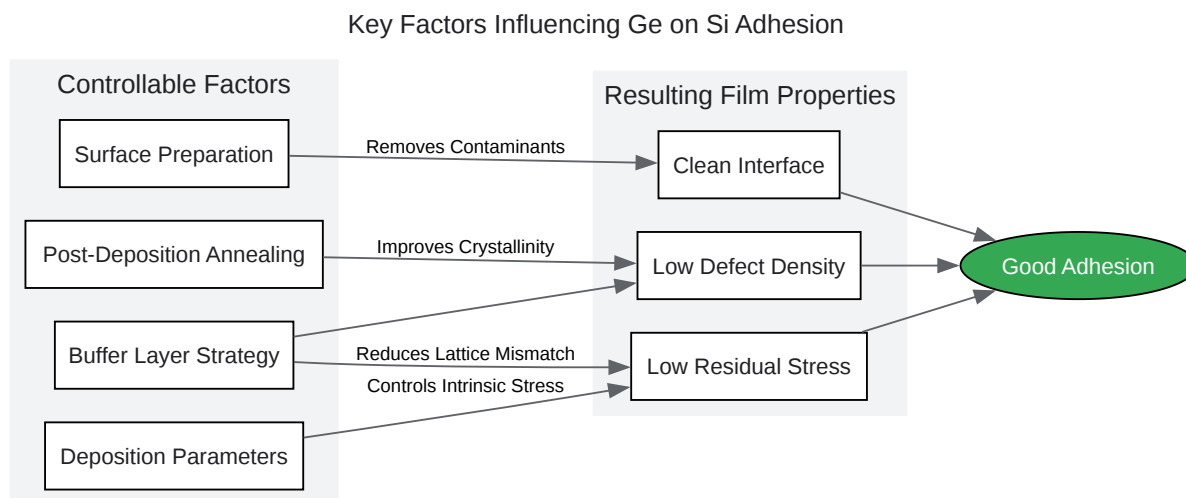 Key Factors Influencing Ge on Si Adhesion
Controllable Factors
Resulting Film Properties
Surface Preparation
Removes Contaminants
Clean Interface
Post-Deposition Annealing
Improves Crystallinity
Low Defect Density
Good Adhesion
Buffer Layer Strategy
Reduces Lattice Mismatch
Low Residual Stress
Controls Intrinsic Stress
Deposition Parameters